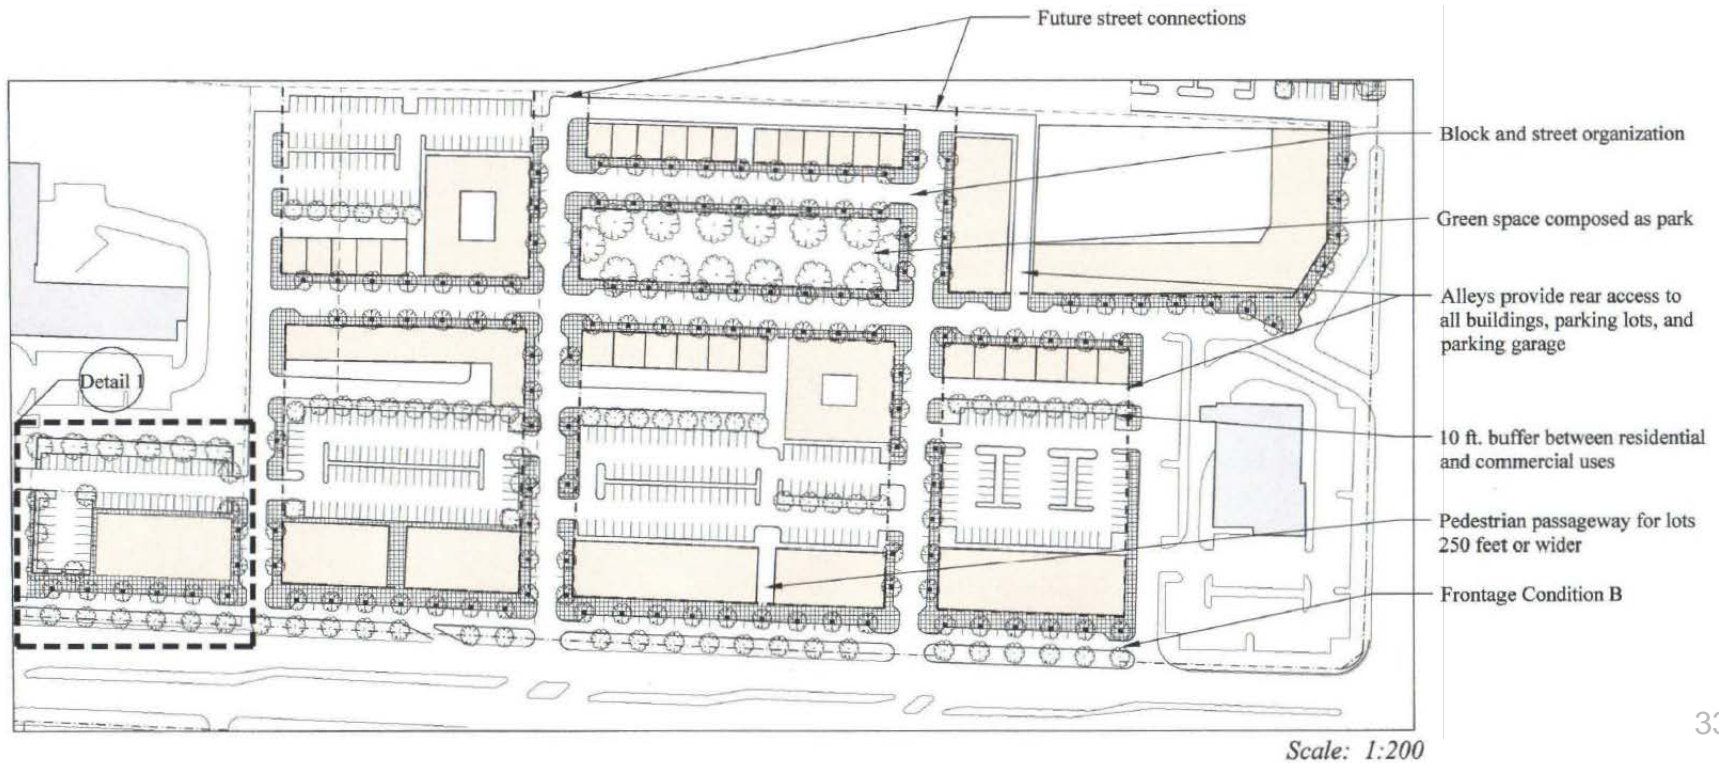 Future street connections
Block and street organization
Green space composed as park
Alleys provide rear access to
all buildings, parking lots, and
parking garage
Detail 1
10 ft. buffer between residential
and commercial uses
Pedestrian passageway for lots
250 feet or wider
Frontage Condition B
33
Scale: 1:200